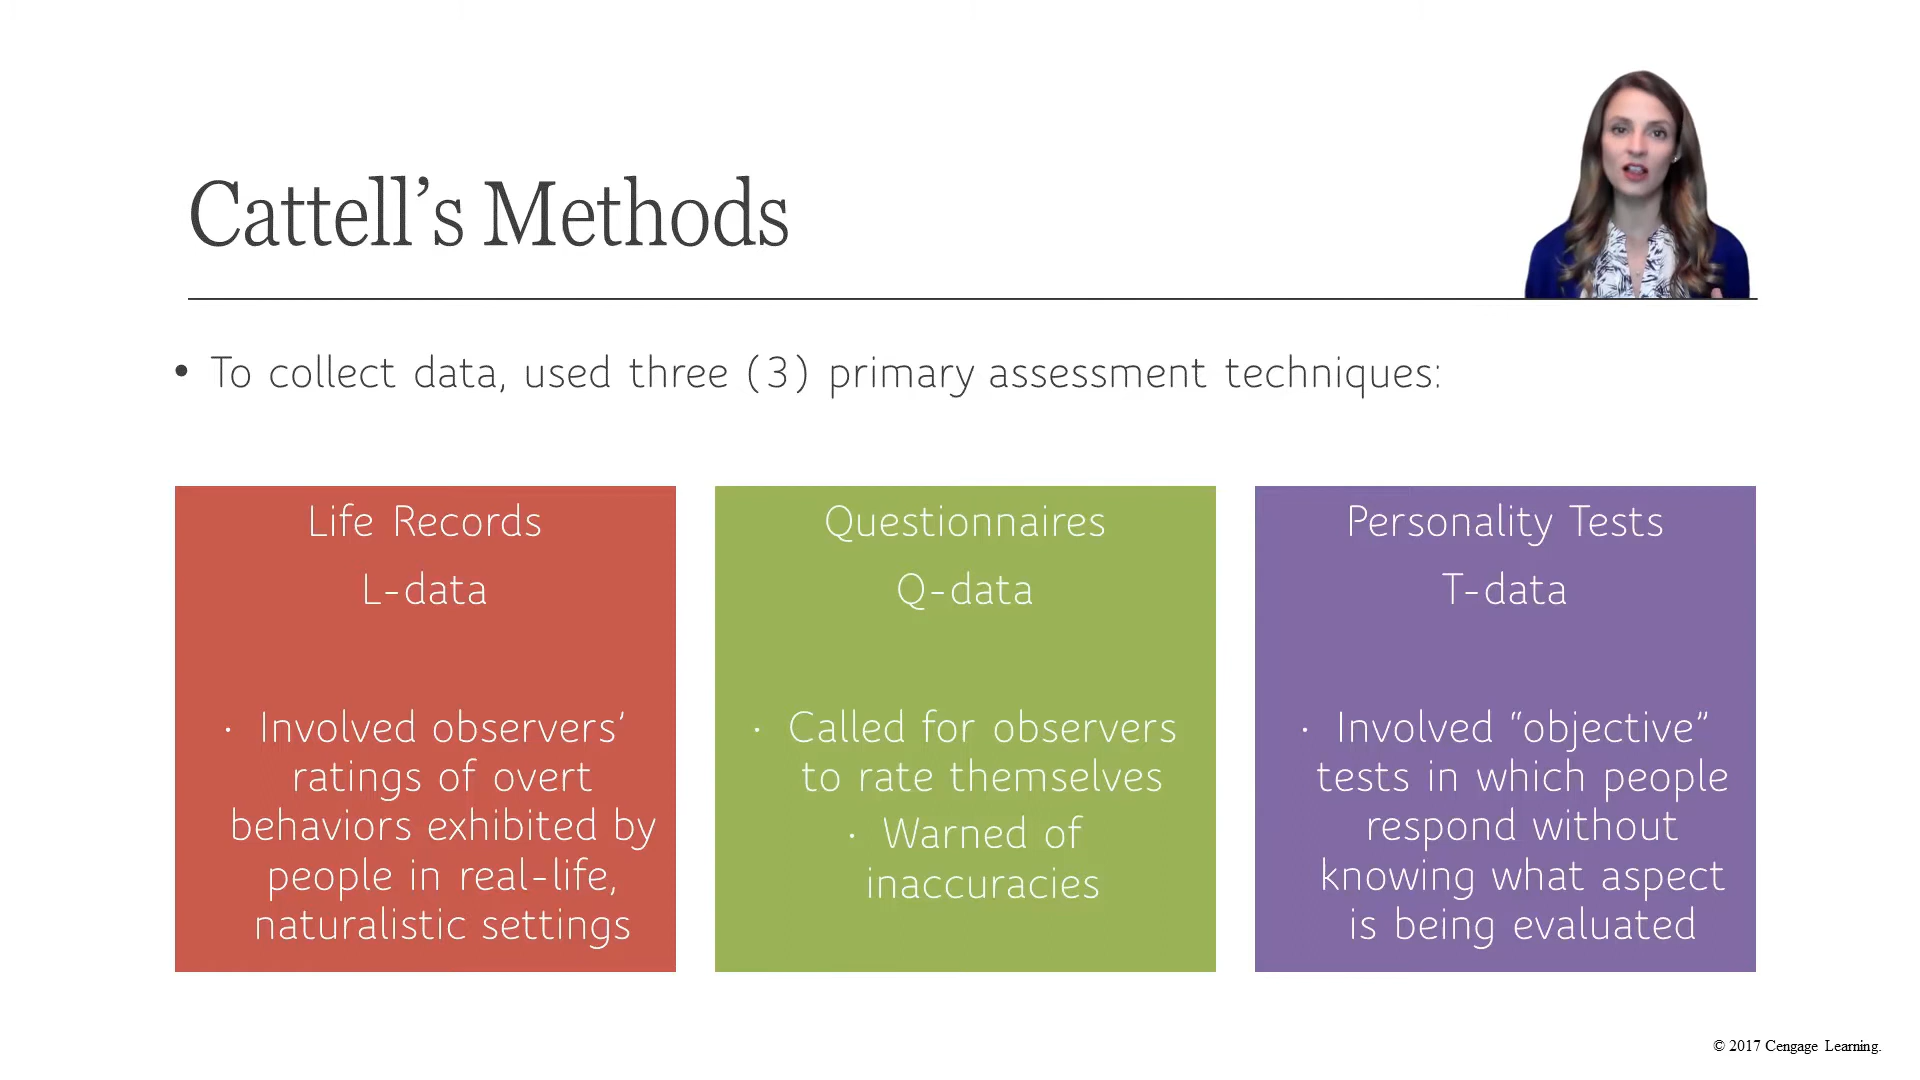 Cattell’s Methods
• To collect data, used three (3) primary assessment techniques:
Life Records
L-data
· Involved observers’
ratings of overt
behaviors exhibited by
people in real-life,
naturalistic settings
Questionnaires
Q-data
· Called for observers
to rate themselves
· Warned of
inaccuracies
Personality Tests
T-data
· Involved “objective”
tests in which people
respond without
knowing what aspect
is being evaluated
© 2017 Cengage Learning.